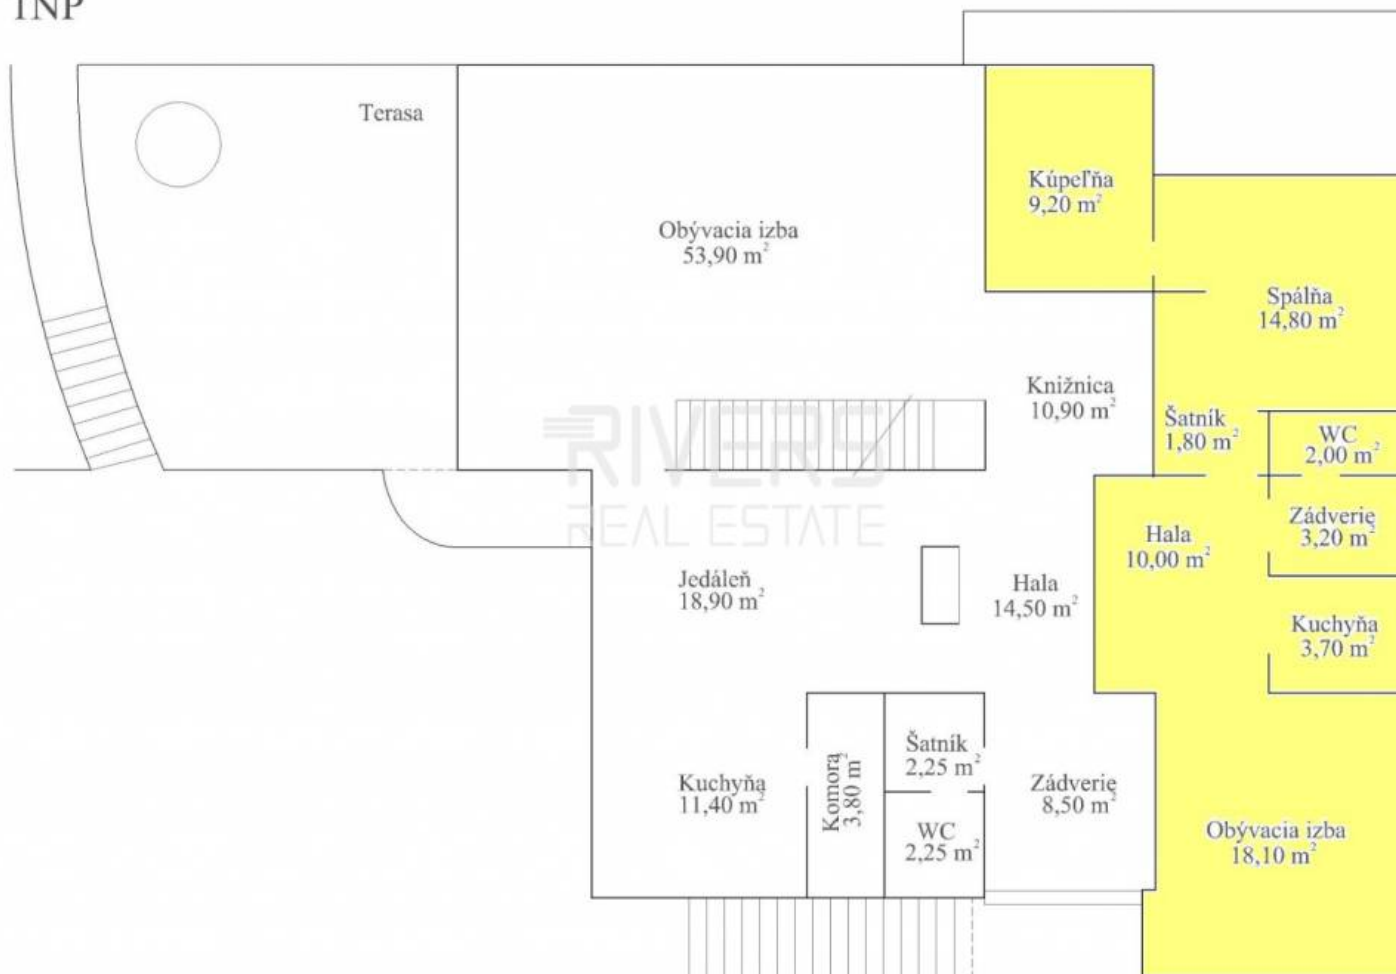 1NP
Terasa
Obývacia izba
53,90 m²
Kúpeľňa
9,20 m²
Spálňa
14,80 m²
Knižnica
10,90 m²
Šatník
1,80 m²
WC
2,00 m²
RIVERS
REAL ESTATE
Zádverie
3,20 m²
Hala
10,00 m²
Jedáleň
18,90 m²
Hala
14,50 m²
Kuchyňa
3,70 m²
Kuchyňa
11,40 m²
Komora
3,80 m²
Šatník
2,25 m²
WC
2,25 m²
Zádverie
8,50 m²
Obývacia izba
18,10 m²